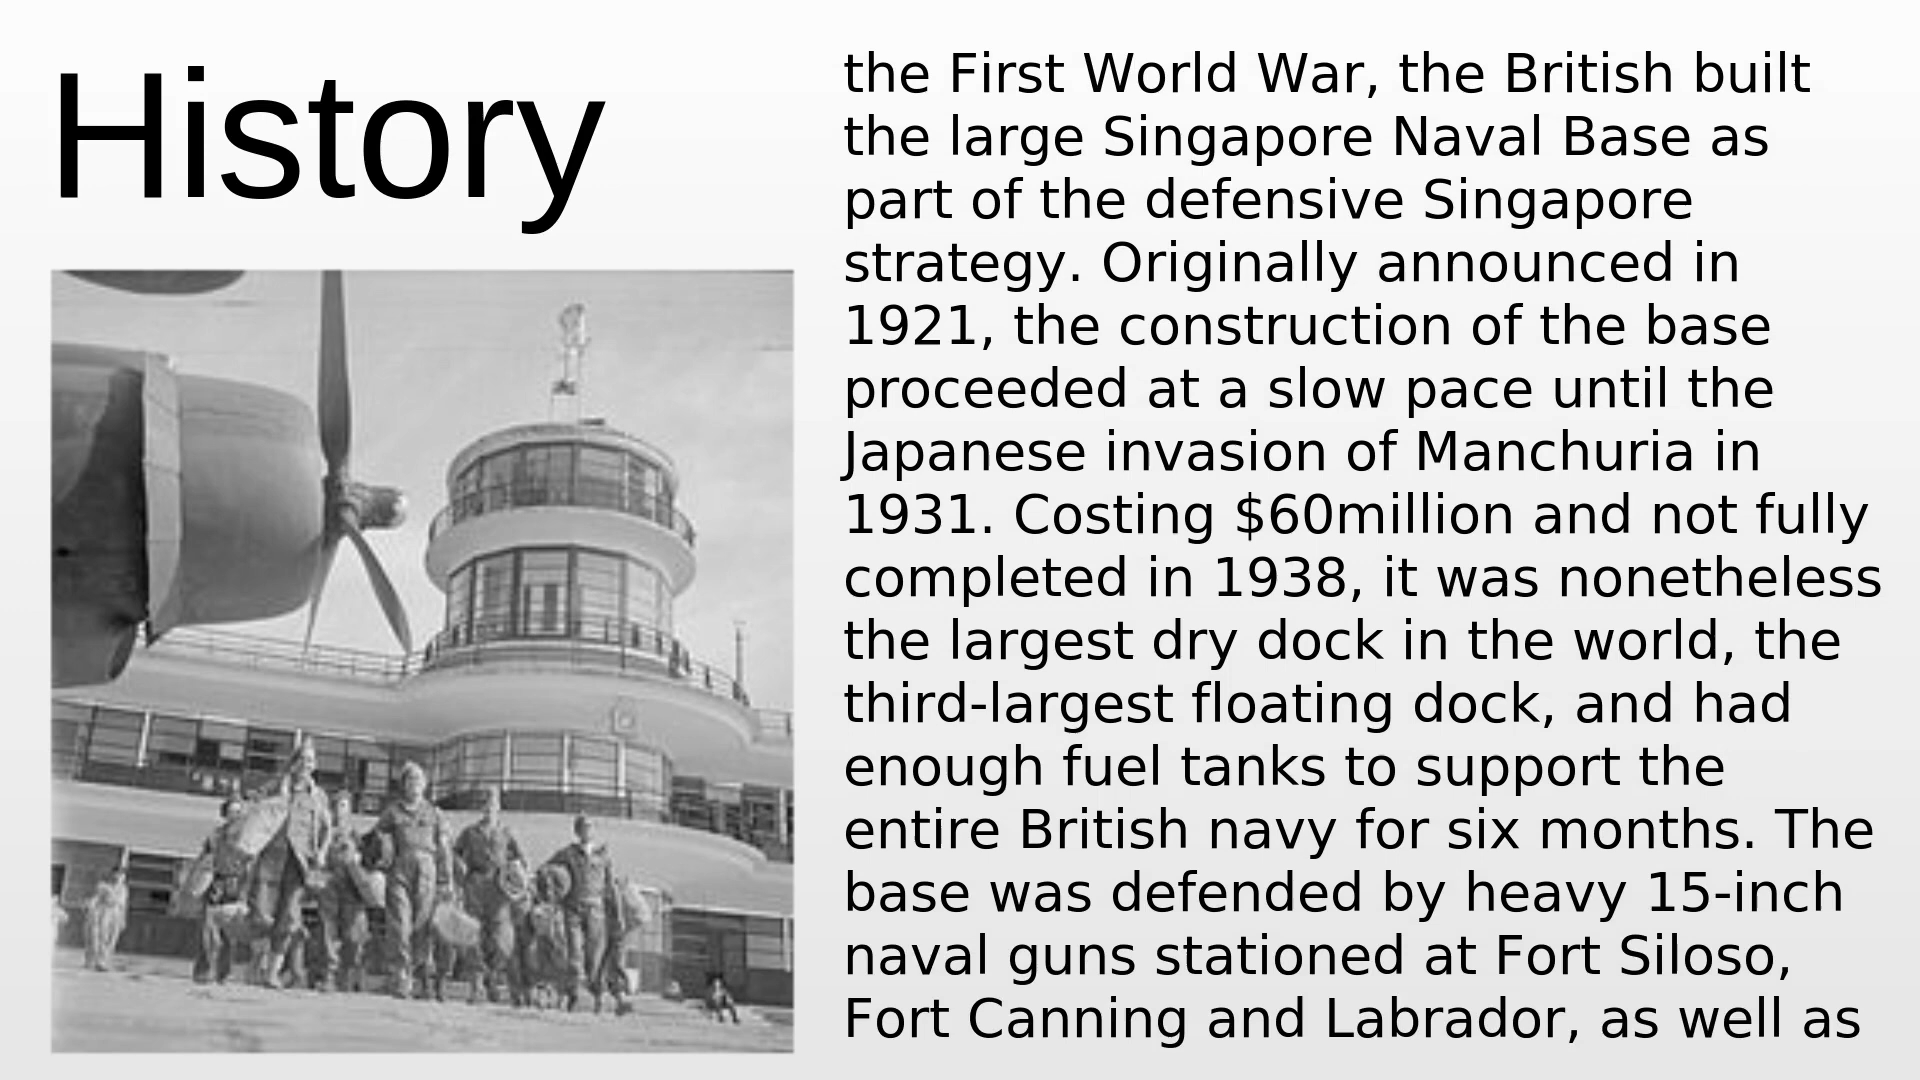 History
the First World War, the British built
the large Singapore Naval Base as
part of the defensive Singapore
strategy. Originally announced in
1921, the construction of the base
proceeded at a slow pace until the
Japanese invasion of Manchuria in
1931. Costing $60million and not fully
completed in 1938, it was nonetheless
the largest dry dock in the world, the
third-largest floating dock, and had
enough fuel tanks to support the
entire British navy for six months. The
base was defended by heavy 15-inch
naval guns stationed at Fort Siloso,
Fort Canning and Labrador, as well as